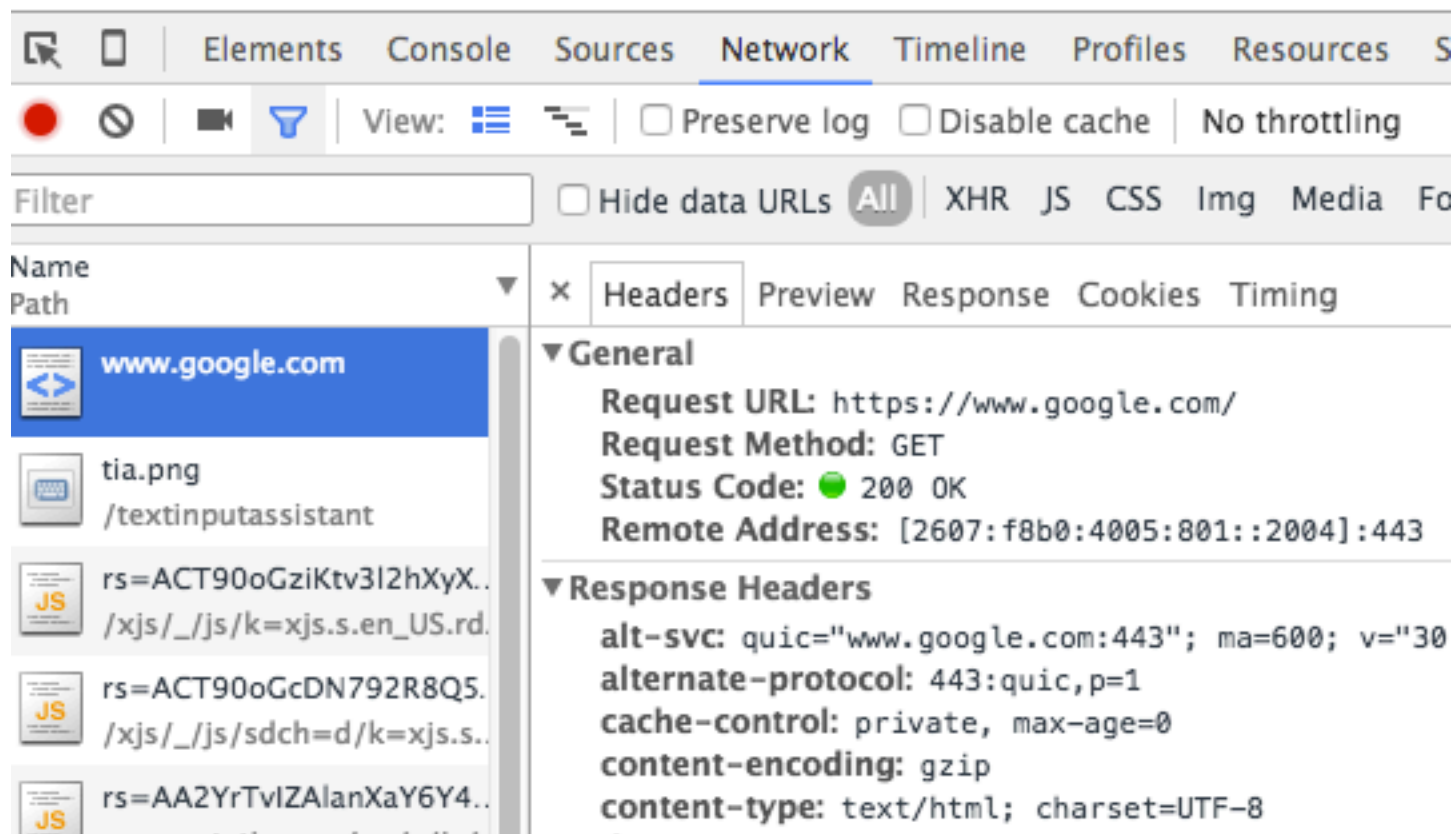 Elements Console Sources Network Timeline Profiles Resources S
View: Preserve log Disable cache No throttling
Filter Hide data URLs All XHR JS CSS Img Media Fo
Name
Path
www.google.com
tia.png
/textinputassistant
JS rs=ACT90oGziKtv3l2hXyX..
/xjs/_/js/k=xjs.s.en_US.rd.
JS rs=ACT90oGcDN792R8Q5.
/xjs/_/js/sdch=d/k=xjs.s..
JS rs=AA2YrTvIZAlanXaY6Y4..
× Headers Preview Response Cookies Timing
▼General
Request URL: https://www.google.com/
Request Method: GET
Status Code: 200 OK
Remote Address: [2607:f8b0:4005:801::2004]:443
▼Response Headers
alt-svc: quic="www.google.com:443"; ma=600; v="30
alternate-protocol: 443:quic,p=1
cache-control: private, max-age=0
content-encoding: gzip
content-type: text/html; charset=UTF-8